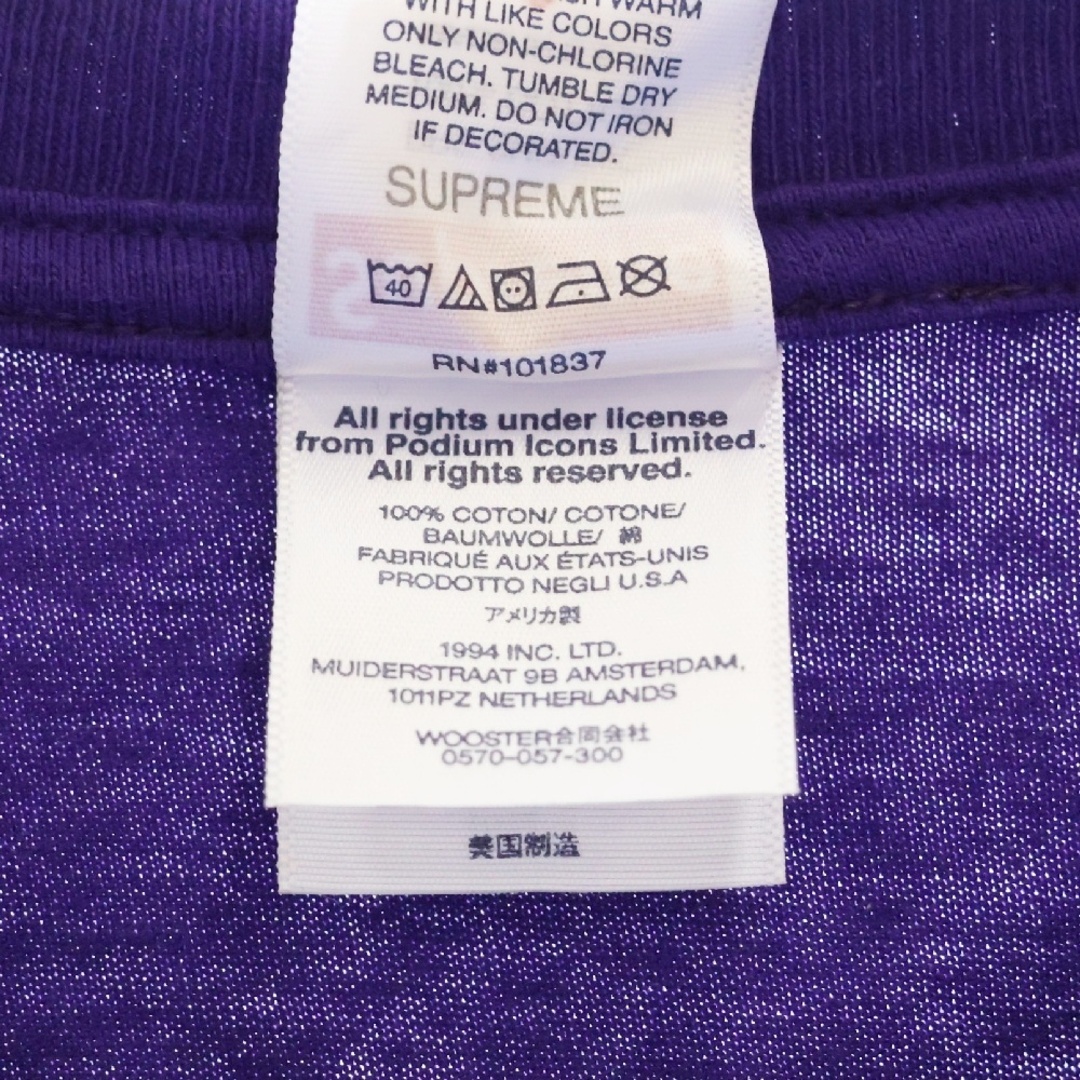 WARM
WITH LIKE COLORS
ONLY NON-CHLORINE
BLEACH. TUMBLE DRY
MEDIUM. DO NOT IRON
IF DECORATED.
SUPREME
40
RN#101837
All rights under license
from Podium Icons Limited.
All rights reserved.
100% COTON/ COTONE/
BAUMWOLLE/ 綿
FABRIQUÉ AUX ÉTATS-UNIS
PRODOTTO NEGLI U.S.A
アメリカ製
1994 INC. LTD.
MUIDERSTRAAT 9B AMSTERDAM,
1011PZ NETHERLANDS
WOOSTER合同会社
0570-057-300
美国制造